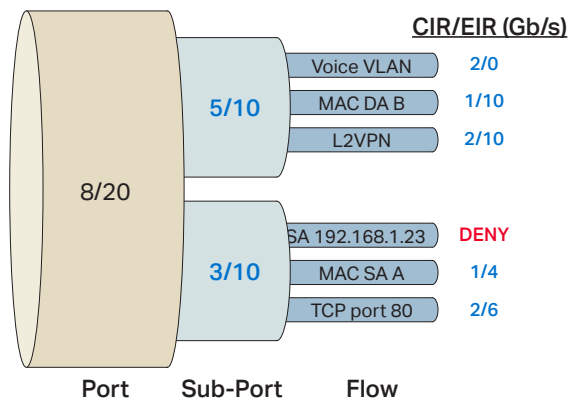 CIR/EIR (Gb/s)
Voice VLAN 2/0
5/10 MAC DA B 1/10
L2VPN 2/10
8/20
SA 192.168.1.23 DENY
3/10 MAC SA A 1/4
TCP port 80 2/6
Port Sub-Port Flow